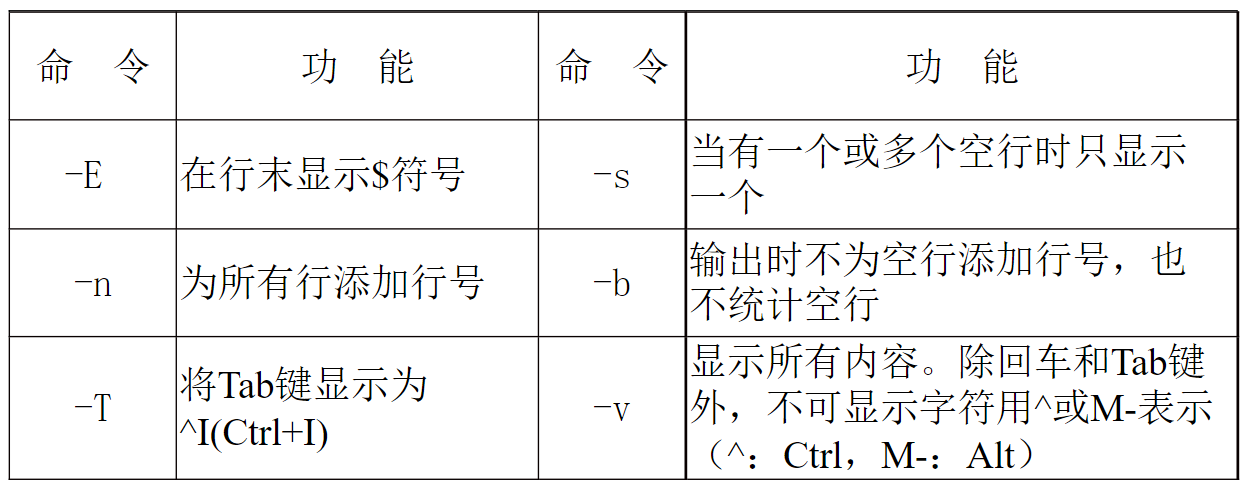 命 令 功 能 命 令 功 能
-E 在行末显示$符号 -s 当有一个或多个空行时只显示
一个
-n 为所有行添加行号 -b 输出时不为空行添加行号，也
不统计空行
-T 将Tab键显示为
^I(Ctrl+I) -v 显示所有内容。除回车和Tab键
外，不可显示字符用^或M-表示
（^：Ctrl，M-：Alt）